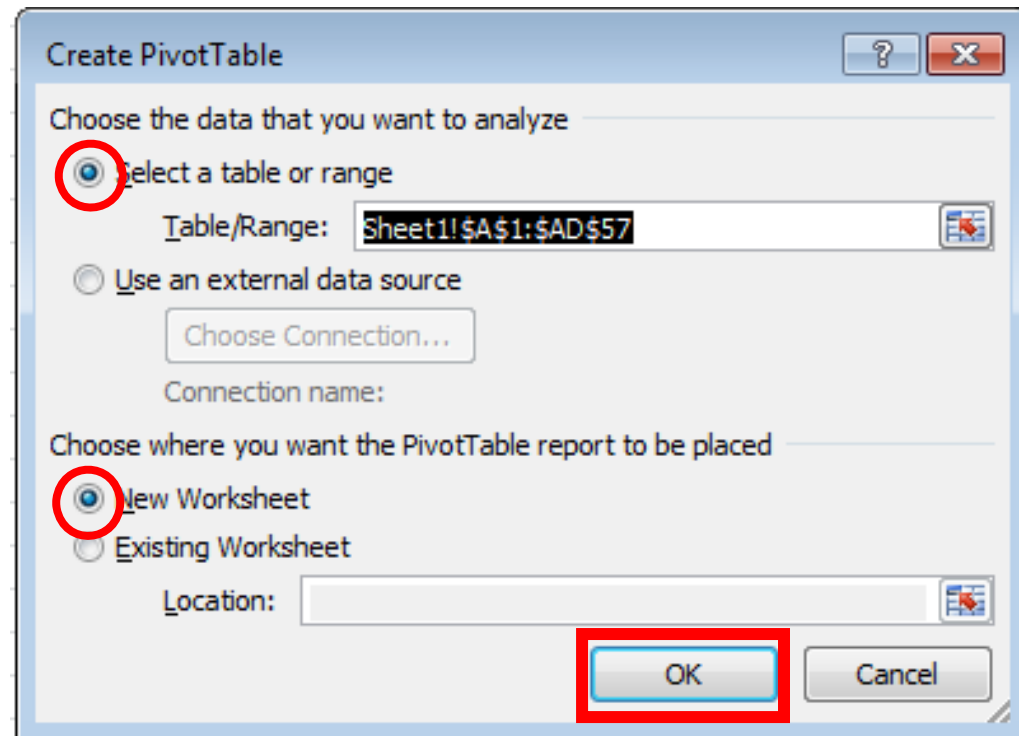 Create PivotTable
Choose the data that you want to analyze
Select a table or range
Table/Range: Sheet1!$A$1:$AD$57
Use an external data source
Choose Connection...
Connection name:
Choose where you want the PivotTable report to be placed
New Worksheet
Existing Worksheet
Location:
OK Cancel